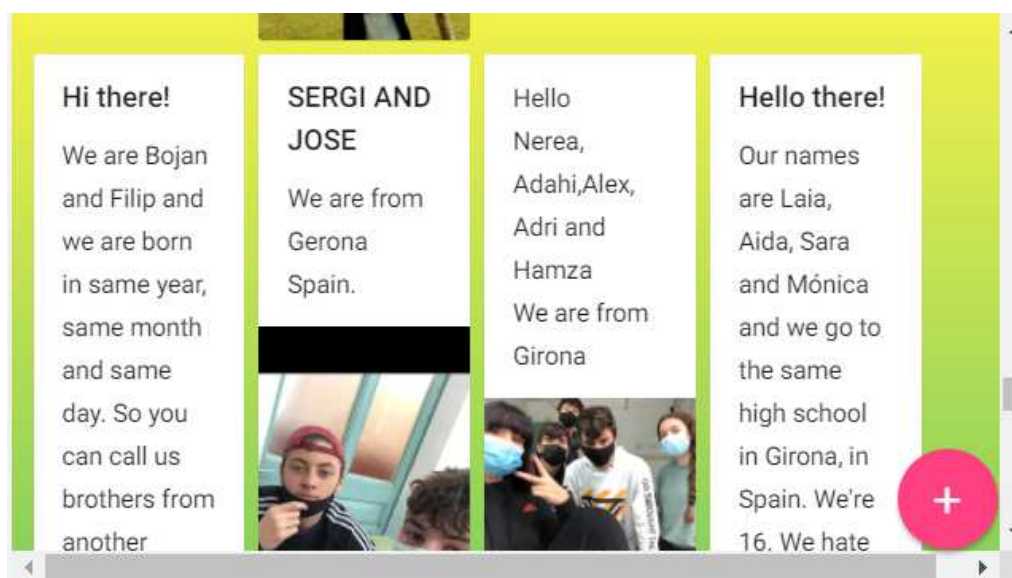 Hi there!
We are Bojan
and Filip and
we are born
in same year,
same month
and same
day. So you
can call us
brothers from
another
SERGI AND
JOSE
We are from
Gerona
Spain.
Hello
Nerea,
Adahi,Alex,
Adri and
Hamza
We are from
Girona
Hello there!
Our names
are Laia,
Aida, Sara
and Mónica
and we go to
the same
high school
in Girona, in
Spain. We're
16. We hate